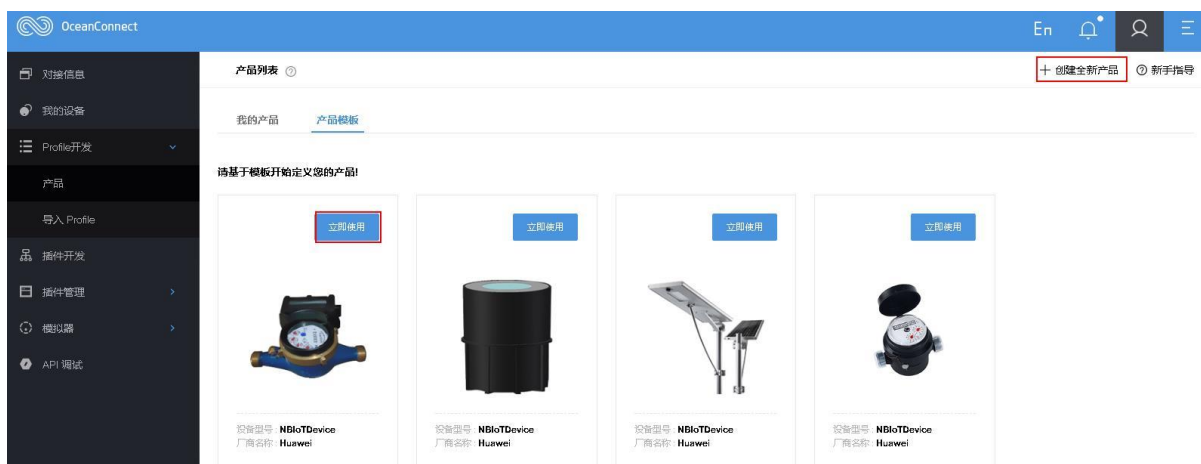 OceanConnect
En
对接信息
我的设备
Profile开发
产品
导入 Profile
插件开发
插件管理
模拟器
API 调试
产品列表
+ 创建全新产品
新手指导
我的产品 产品模板
请基于模板开始定义您的产品!
立即使用 立即使用 立即使用 立即使用
设备型号 : NBIoTDevice
厂商名称 : Huawei
设备型号 : NBIoTDevice
厂商名称 : Huawei
设备型号 : NBIoTDevice
厂商名称 : Huawei
设备型号 : NBIoTDevice
厂商名称 : Huawei